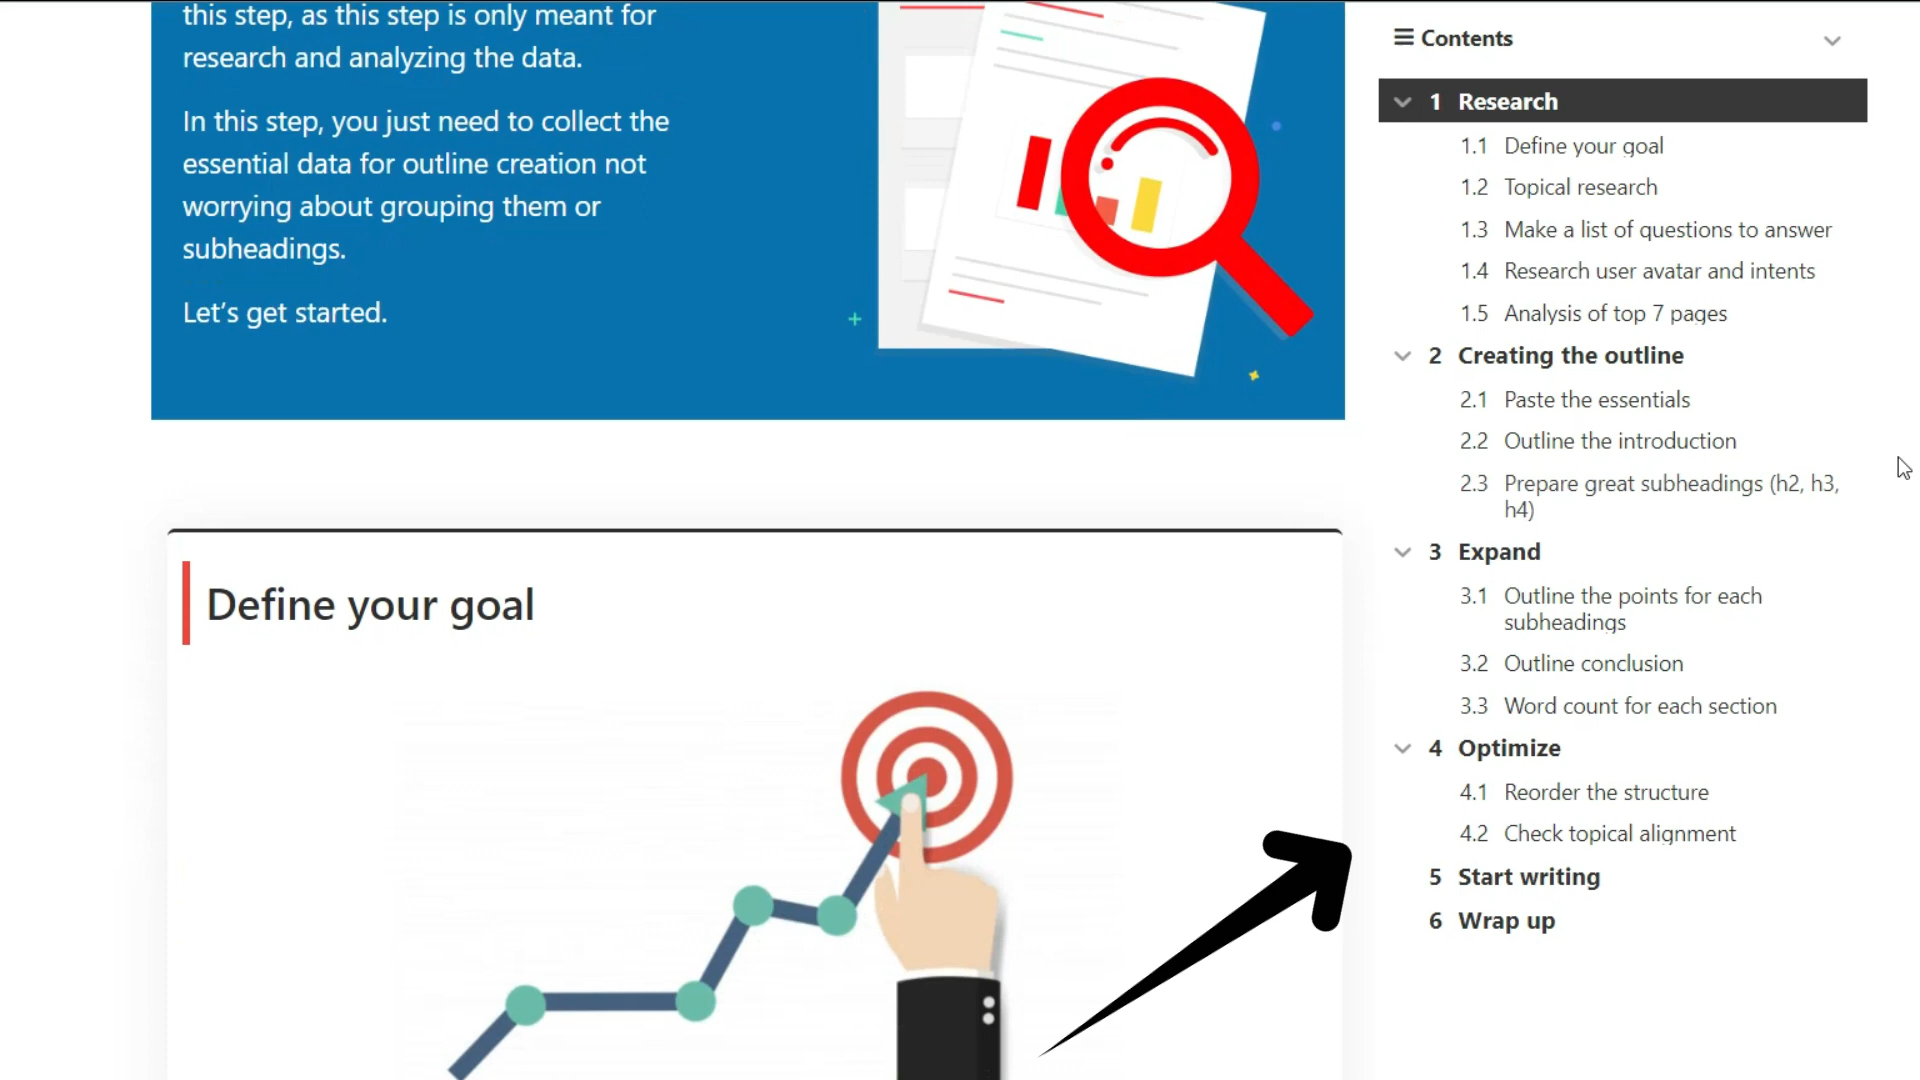 this step, as this step is only meant for
research and analyzing the data.
In this step, you just need to collect the
essential data for outline creation not
worrying about grouping them or
subheadings.
Let’s get started.
Define your goal
Contents
1 Research
1.1 Define your goal
1.2 Topical research
1.3 Make a list of questions to answer
1.4 Research user avatar and intents
1.5 Analysis of top 7 pages
2 Creating the outline
2.1 Paste the essentials
2.2 Outline the introduction
2.3 Prepare great subheadings (h2, h3,
h4)
3 Expand
3.1 Outline the points for each
subheadings
3.2 Outline conclusion
3.3 Word count for each section
4 Optimize
4.1 Reorder the structure
4.2 Check topical alignment
5 Start writing
6 Wrap up